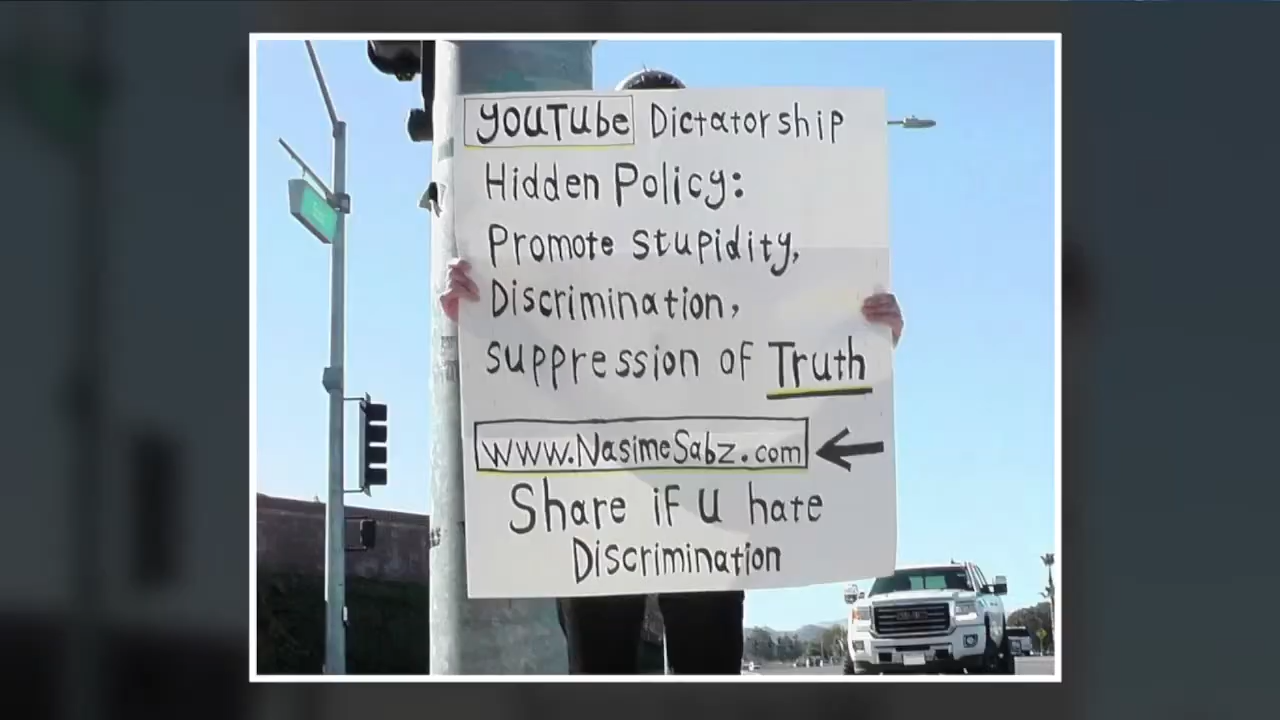 YouTube Dictatorship
Hidden Policy:
Promote stupidity,
Discrimination,
suppression of Truth
www.NasimeSabz.com
Share if u hate
Discrimination